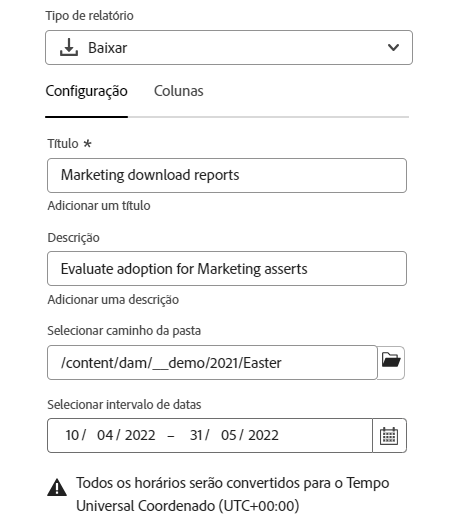 Tipo de relatório
Baixar
Configuração Colunas
Título *
Marketing download reports
Adicionar um título
Descrição
Evaluate adoption for Marketing asserts
Adicionar uma descrição
Selecionar caminho da pasta
/content/dam/__demo/2021/Easter
Selecionar intervalo de datas
10 / 04 / 2022 – 31 / 05 / 2022
Todos os horários serão convertidos para o Tempo
Universal Coordenado (UTC+00:00)